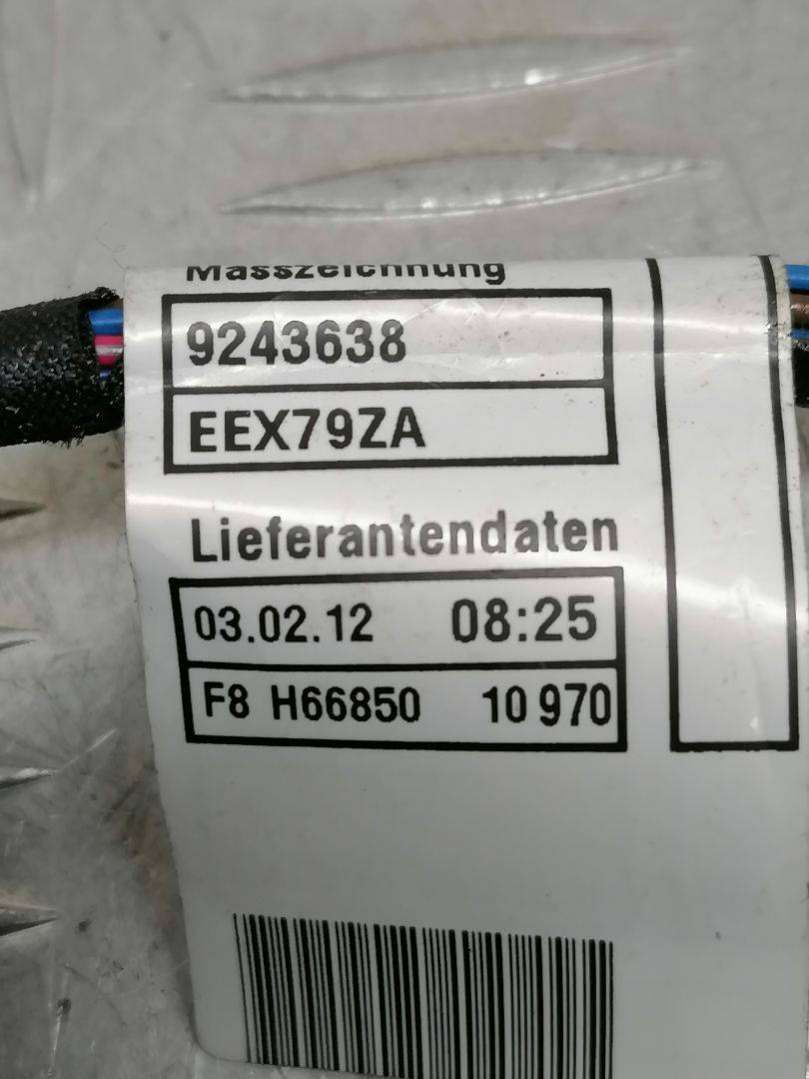 Masszeichnung
9243638
EEX79ZA
Lieferantendaten
03.02.12 08:25
F8 H66850 10 970